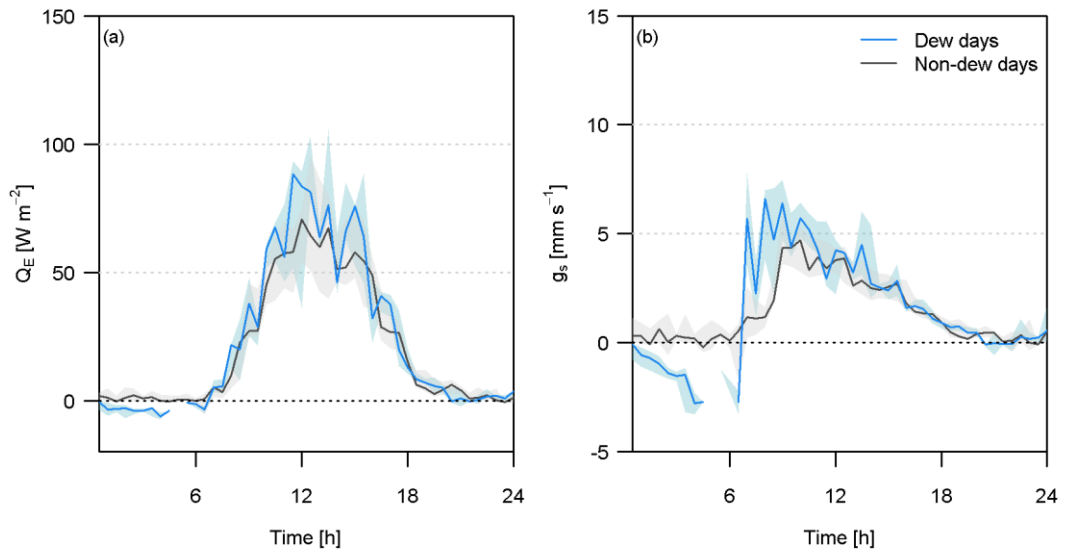 (a)
150
100
50
0
Q_E [W m⁻²]
6 12 18 24
Time [h]
(b)
Dew days
Non-dew days
15
10
5
0
-5
g_s [mm s⁻¹]
6 12 18 24
Time [h]